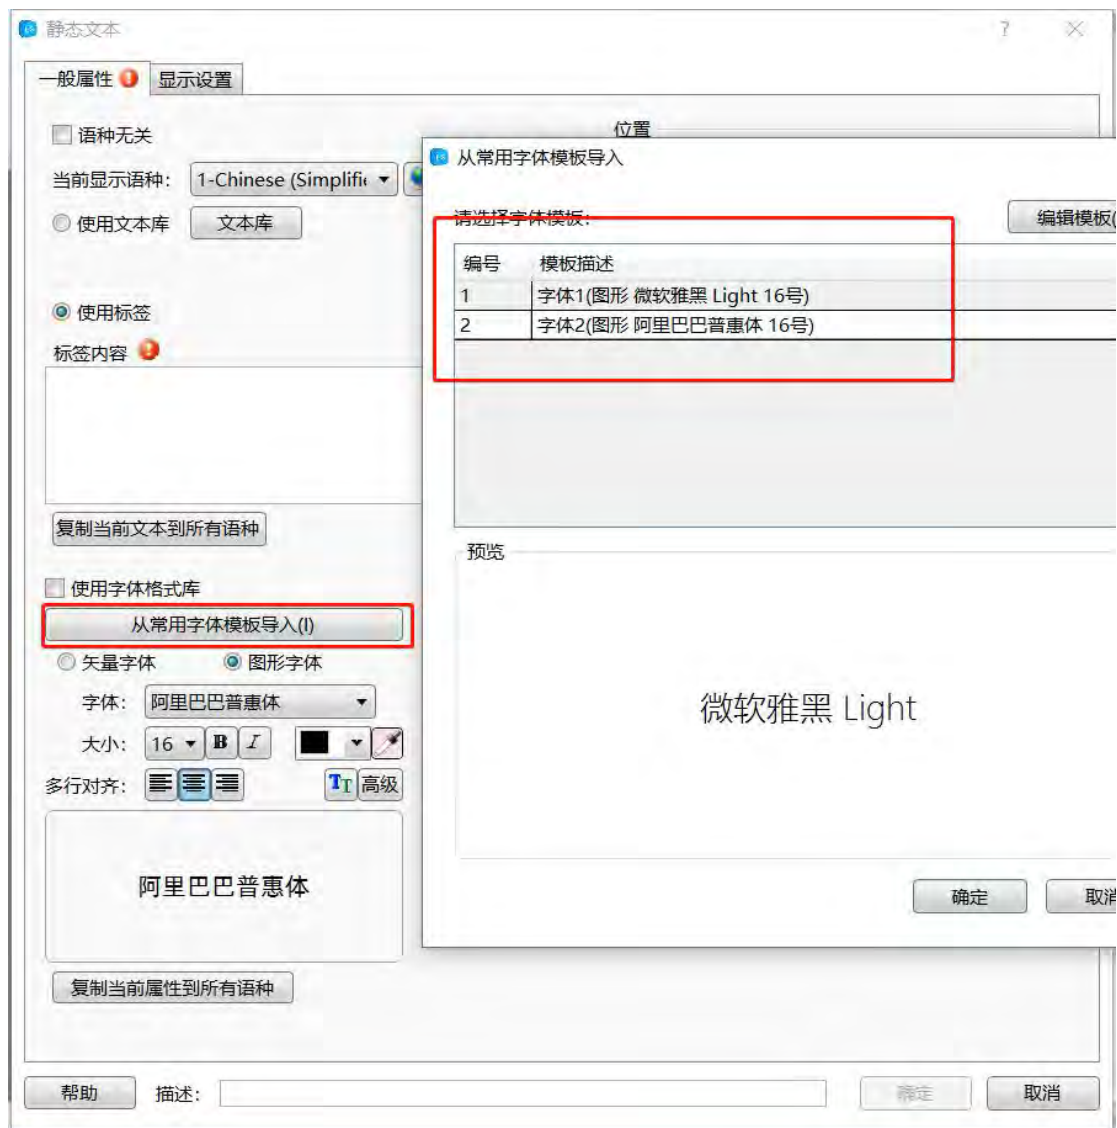 静态文本
?
一般属性
显示设置
语种无关
位置
当前显示语种:
1-Chinese (Simplifi
使用文本库
文本库
使用标签
标签内容
复制当前文本到所有语种
使用字体格式库
从常用字体模板导入(I)
矢量字体
图形字体
字体:
阿里巴巴普惠体
大小:
16
B
I
多行对齐:
TT
高级
阿里巴巴普惠体
复制当前属性到所有语种
从常用字体模板导入
请选择字体模板:
编辑模板(
编号 模板描述
1 字体1(图形 微软雅黑 Light 16号)
2 字体2(图形 阿里巴巴普惠体 16号)
预览
微软雅黑 Light
确定
取消
帮助
描述:
确定
取消